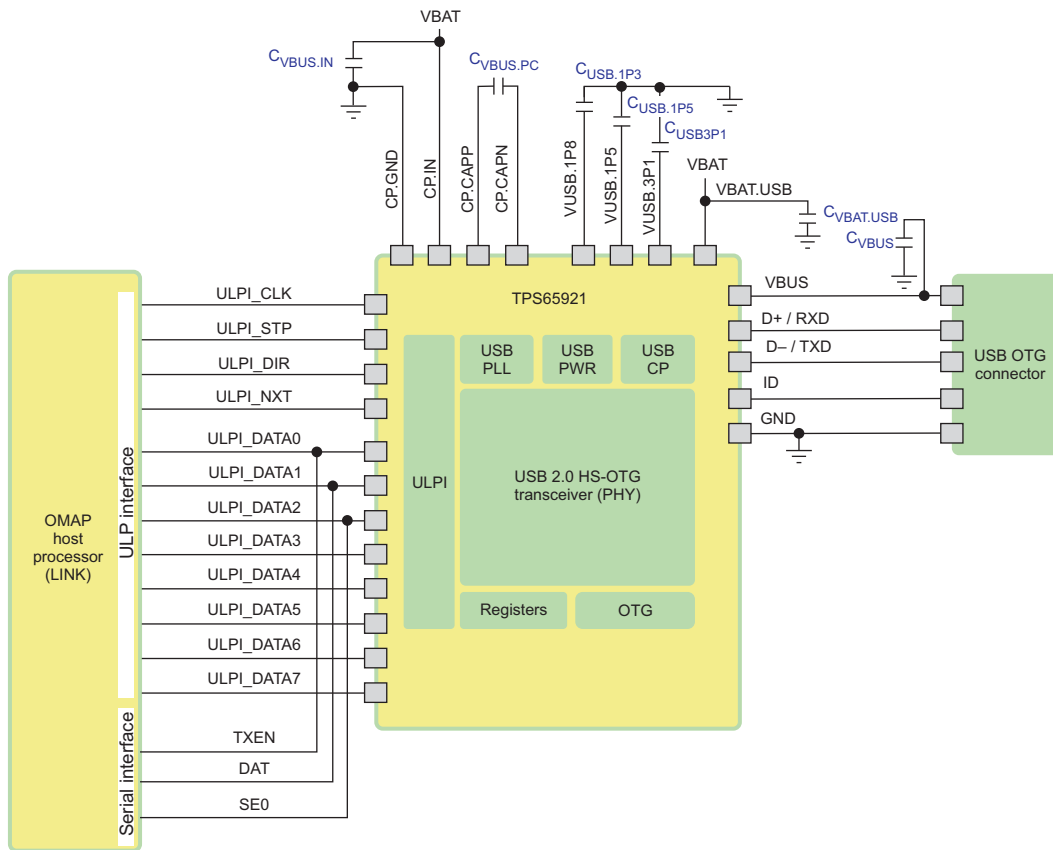 VBAT
CVBUS.IN
CVBUS.PC
CUSB.1P3
CUSB.1P5
CUSB3P1
CP.GND
CP.IN
CP.CAPP
CP.CAPN
VUSB.1P8
VUSB.1P5
VUSB.3P1
VBAT
VBAT.USB
CVBAT.USB
CVBUS
TPS65921
ULPI_CLK
ULPI_STP
ULPI_DIR
ULPI_NXT
ULPI_DATA0
ULPI_DATA1
ULPI_DATA2
ULPI_DATA3
ULPI_DATA4
ULPI_DATA5
ULPI_DATA6
ULPI_DATA7
TXEN
DAT
SE0
OMAP
host
processor
(LINK)
ULP interface
Serial interface
ULPI
USB
PLL
USB
PWR
USB
CP
USB 2.0 HS-OTG
transceiver (PHY)
Registers
OTG
VBUS
D+ / RXD
D– / TXD
ID
GND
USB OTG
connector